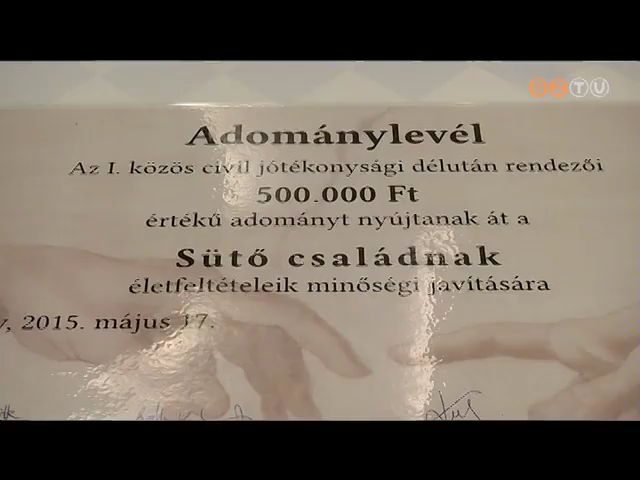 Adománylevél
Az I. közös civil jótékonysági délután rendezői
500.000 Ft
értékű adományt nyújtanak át a
Sütő családnak
életfeltételeik minőségi javítására
2015. május 17.